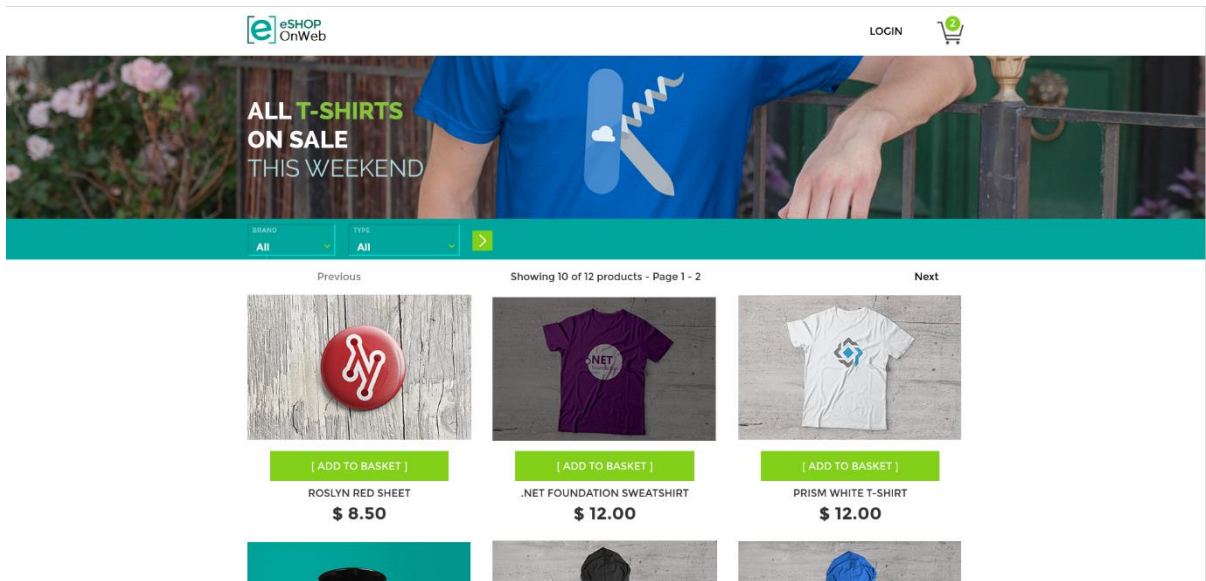 eSHOP
OnWeb
LOGIN
2
ALL T-SHIRTS
ON SALE
THIS WEEKEND
BRAND
All
TYPE
All
Previous
Showing 10 of 12 products - Page 1 - 2
Next
.NET
Foundation
[ ADD TO BASKET ]
[ ADD TO BASKET ]
[ ADD TO BASKET ]
ROSLYN RED SHEET
.NET FOUNDATION SWEATSHIRT
PRISM WHITE T-SHIRT
$ 8.50
$ 12.00
$ 12.00